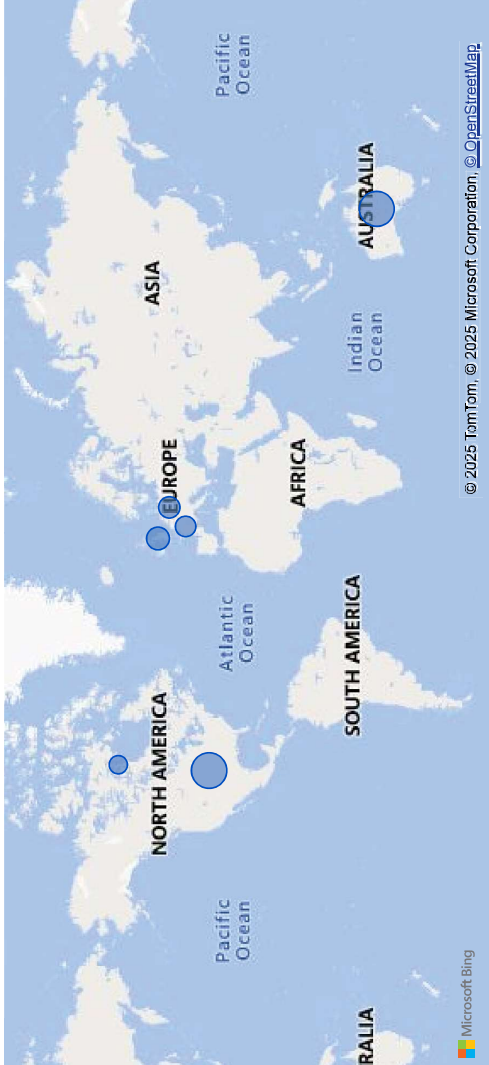 Pacific
Ocean
NORTH AMERICA
Atlantic
Ocean
SOUTH AMERICA
EUROPE
AFRICA
ASIA
Indian
Ocean
AUSTRALIA
Pacific
Ocean
RALIA
Microsoft Bing
© 2025 TomTom, © 2025 Microsoft Corporation, © OpenStreetMap